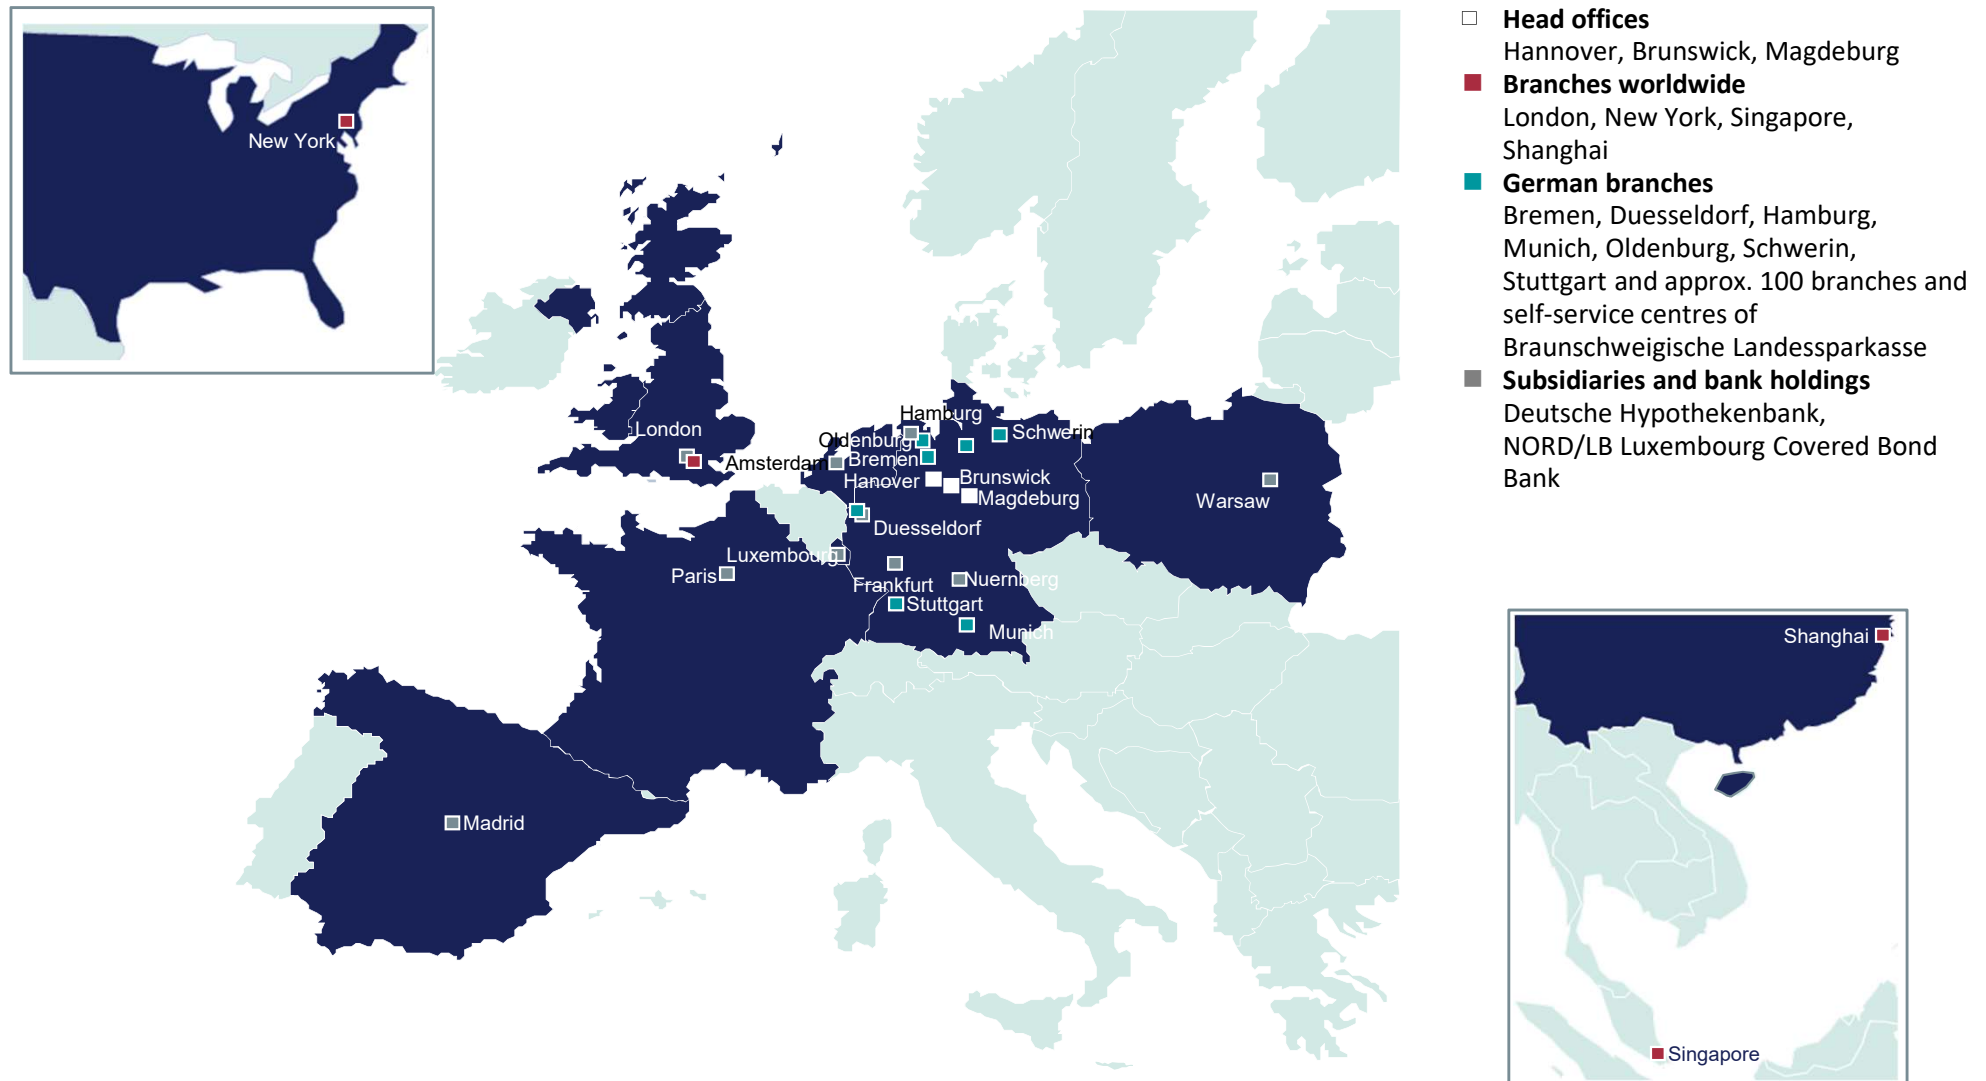 New York
Hamburg
London
Oldenburg
Schwerin
Amsterdam
Bremen
Hanover
Brunswick
Magdeburg
Warsaw
Duesseldorf
Luxembourg
Paris
Frankfurt
Nuernberg
Stuttgart
Munich
Madrid
Head offices
Hannover, Brunswick, Magdeburg
Branches worldwide
London, New York, Singapore,
Shanghai
German branches
Bremen, Duesseldorf, Hamburg,
Munich, Oldenburg, Schwerin,
Stuttgart and approx. 100 branches and
self-service centres of
Braunschweigische Landessparkasse
Subsidiaries and bank holdings
Deutsche Hypothekenbank,
NORD/LB Luxembourg Covered Bond
Bank
Shanghai
Singapore